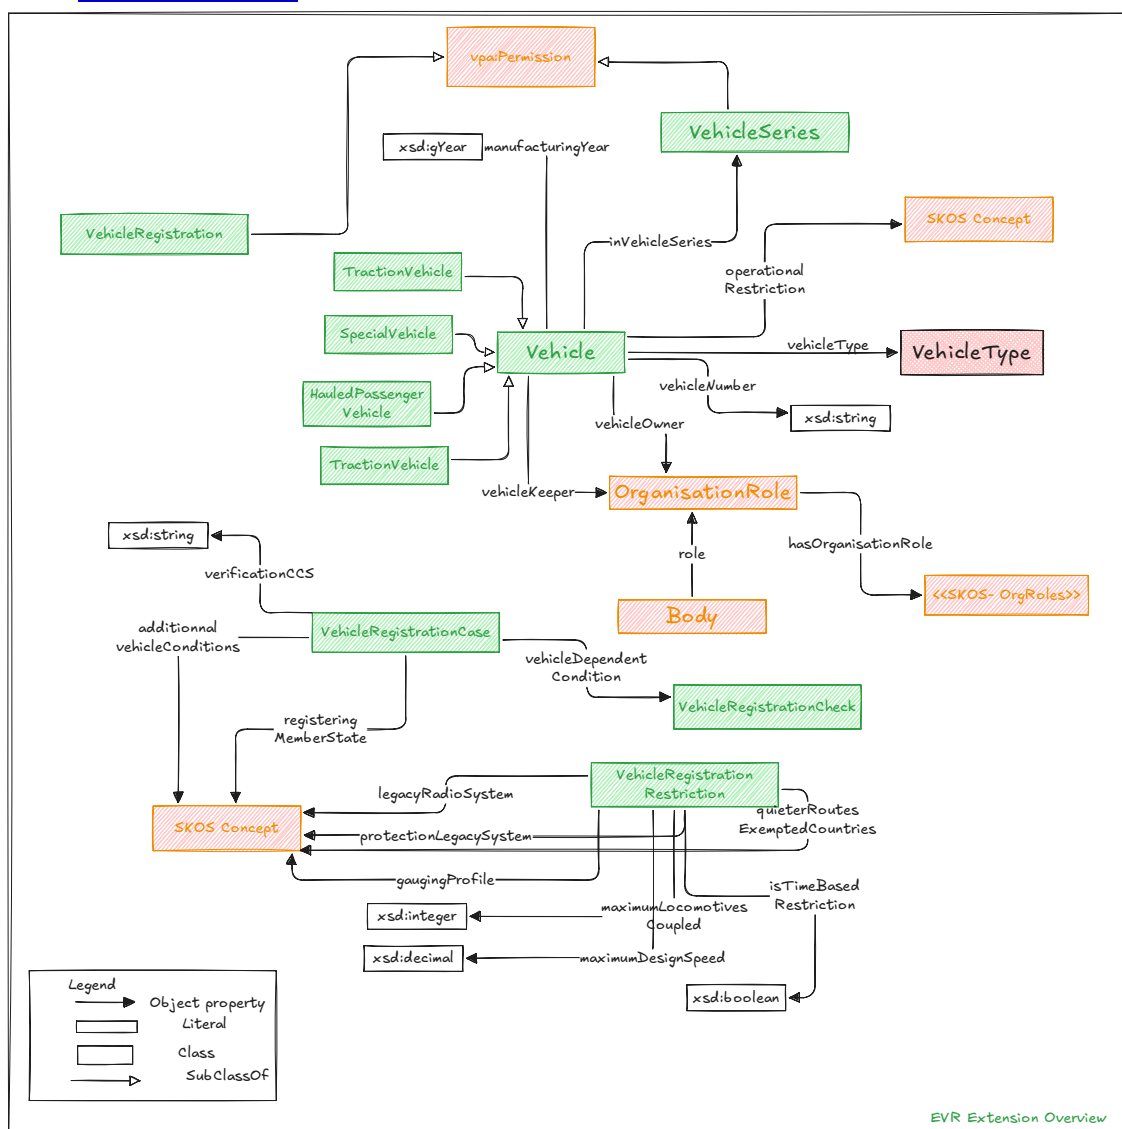 vpaiPermission
VehicleSeries
xsd:gYear
manufacturingYear
VehicleRegistration
SKOS Concept
inVehicleSeries
TractionVehicle
operational
Restriction
SpecialVehicle
Vehicle
vehicleType
VehicleType
vehicleNumber
HauledPassenger
Vehicle
xsd:string
vehicleOwner
TractionVehicle
vehicleKeeper
OrganisationRole
xsd:string
role
hasOrganisationRole
verificationCCS
<<SKOS- OrgRoles>>
Body
additionnal
vehicleConditions
VehicleRegistrationCase
vehicleDependent
Condition
VehicleRegistrationCheck
registering
MemberState
VehicleRegistration
Restriction
legacyRadioSystem
quieterRoutes
ExemptedCountries
SKOS Concept
protectionLegacySystem
gaugingProfile
isTimeBased
Restriction
xsd:integer
maximumLocomotives
Coupled
xsd:decimal
maximumDesignSpeed
xsd:boolean
Legend
Object property
Literal
Class
SubClassOf
EVR Extension Overview